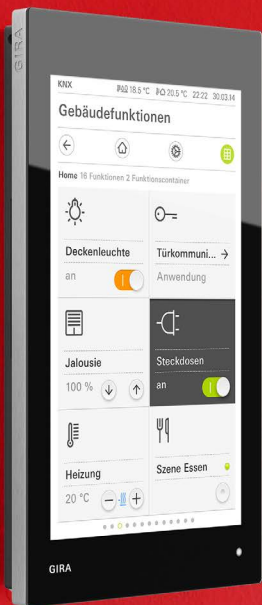 GIRA
KNX 18.5 °C 20.5 °C 22:22 30.03.14
Gebäudefunktionen
Home 16 Funktionen 2 Funktionscontainer
Deckenleuchte
an
Türkommuni... →
Anwendung
Jalousie
100 %
Steckdosen
an
Heizung
20 °C
Szene Essen
GIRA